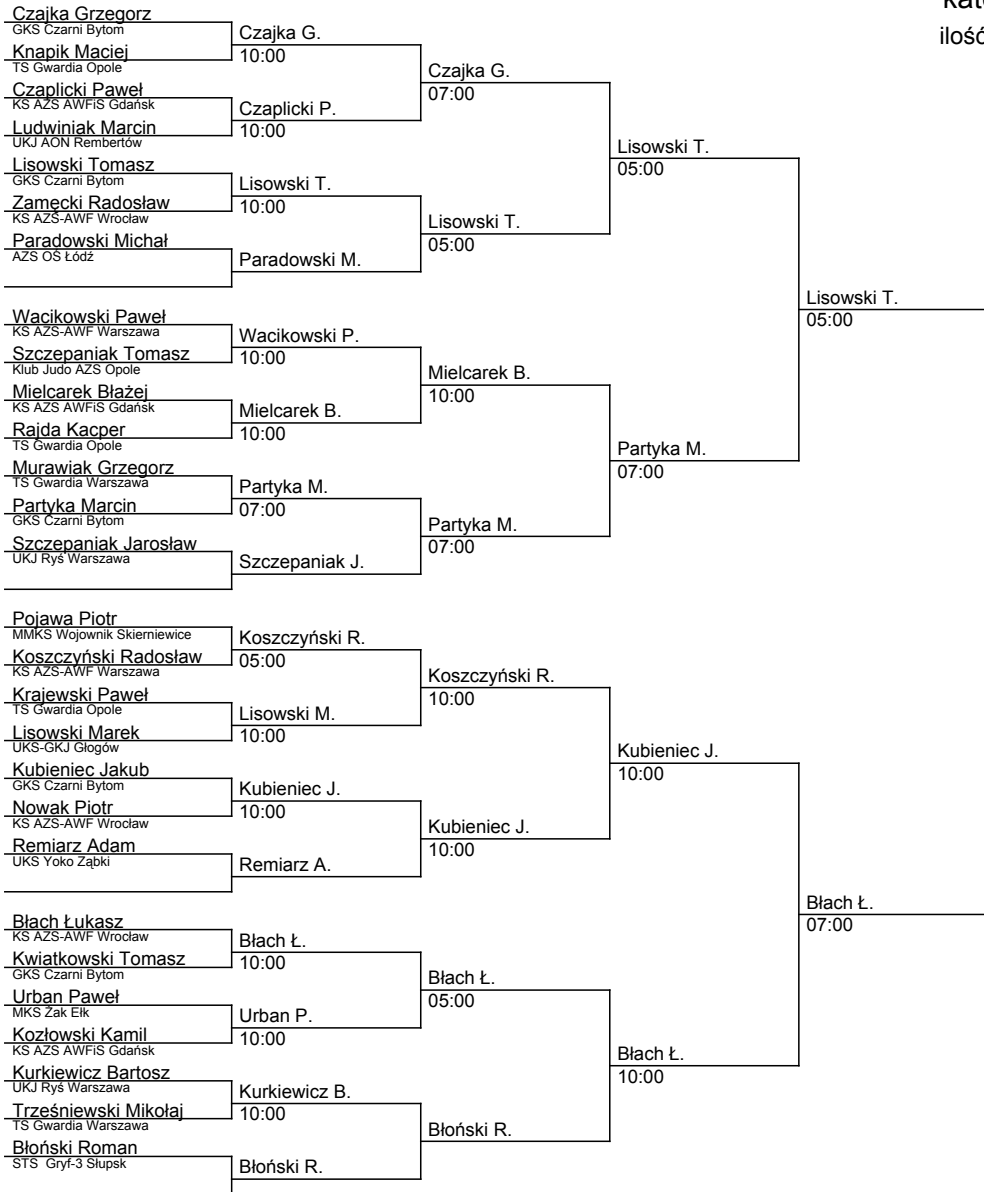 kat
ilość
Czajka Grzegorz
GKS Czarni Bytom
Knapik Maciej
TS Gwardia Opole
Czaplicki Paweł
KS AZS AWFiS Gdańsk
Ludwiniak Marcin
UKJ AON Rembertów
Lisowski Tomasz
GKS Czarni Bytom
Zamęcki Radosław
KS AZS-AWF Wrocław
Paradowski Michał
AZS OŚ Łódź
Wacikowski Paweł
KS AZS-AWF Warszawa
Szczepaniak Tomasz
Klub Judo AZS Opole
Mielcarek Błażej
KS AZS AWFiS Gdańsk
Rajda Kacper
TS Gwardia Opole
Murawiak Grzegorz
TS Gwardia Warszawa
Partyka Marcin
GKS Czarni Bytom
Szczepaniak Jarosław
UKJ Ryś Warszawa
Pojawa Piotr
MMKS Wojownik Skierniewice
Koszczyński Radosław
KS AZS-AWF Warszawa
Krajewski Paweł
TS Gwardia Opole
Lisowski Marek
UKS-GKJ Głogów
Kubieniec Jakub
GKS Czarni Bytom
Nowak Piotr
KS AZS-AWF Wrocław
Remiarz Adam
UKS Yoko Ząbki
Błach Łukasz
KS AZS-AWF Wrocław
Kwiatkowski Tomasz
GKS Czarni Bytom
Urban Paweł
MKS Żak Ełk
Kozłowski Kamil
KS AZS AWFiS Gdańsk
Kurkiewicz Bartosz
UKJ Ryś Warszawa
Trześniewski Mikołaj
TS Gwardia Warszawa
Błoński Roman
STS Gryf-3 Słupsk
Czajka G.
10:00
Czaplicki P.
10:00
Lisowski T.
10:00
Paradowski M.
Wacikowski P.
10:00
Mielcarek B.
10:00
Partyka M.
07:00
Szczepaniak J.
Koszczyński R.
05:00
Lisowski M.
10:00
Kubieniec J.
10:00
Remiarz A.
Błach Ł.
10:00
Urban P.
10:00
Kurkiewicz B.
10:00
Błoński R.
Czajka G.
07:00
Lisowski T.
05:00
Mielcarek B.
10:00
Partyka M.
07:00
Koszczyński R.
10:00
Kubieniec J.
10:00
Błach Ł.
05:00
Błoński R.
Lisowski T.
05:00
Partyka M.
07:00
Kubieniec J.
10:00
Błach Ł.
10:00
Lisowski T.
05:00
Błach Ł.
07:00